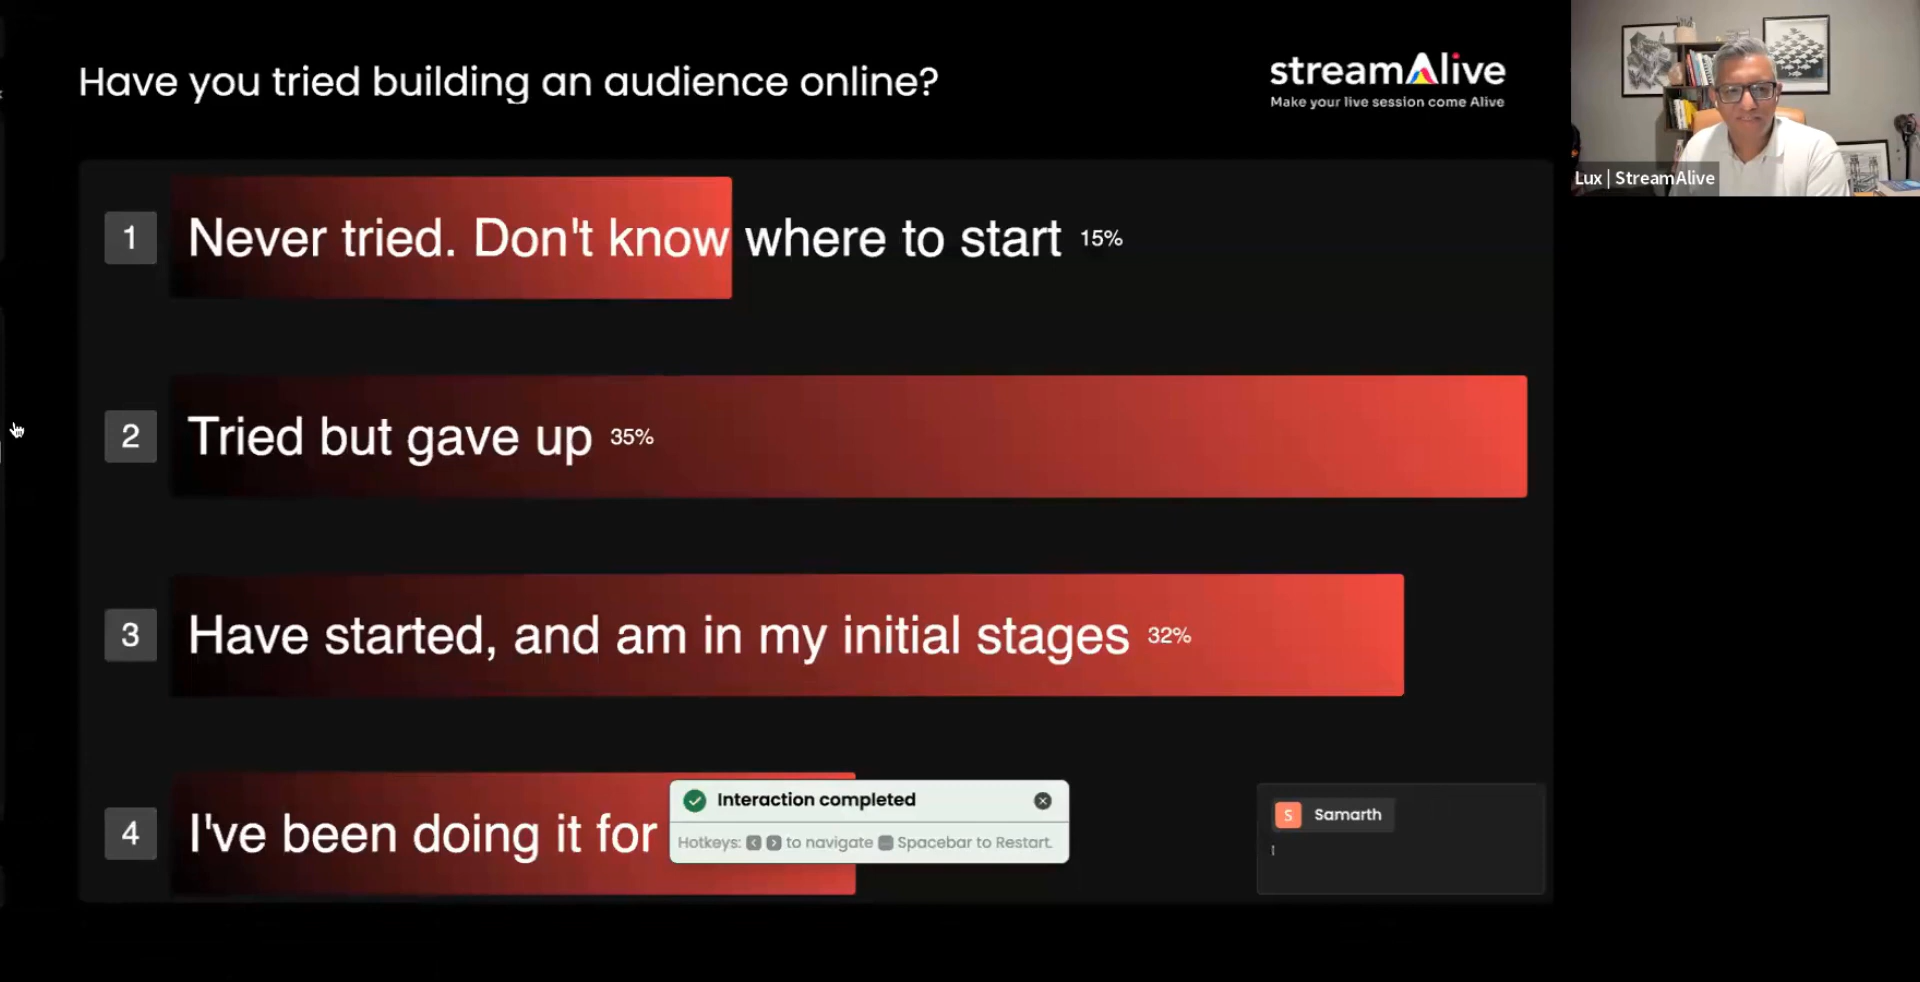 Have you tried building an audience online?
streamAlive
Make your live session come Alive
Lux | StreamAlive
1
Never tried. Don't know where to start 15%
2
Tried but gave up 35%
3
Have started, and am in my initial stages 32%
4
I've been doing it for
Interaction completed
Hotkeys: < > to navigate Spacebar to Restart.
S Samarth
1